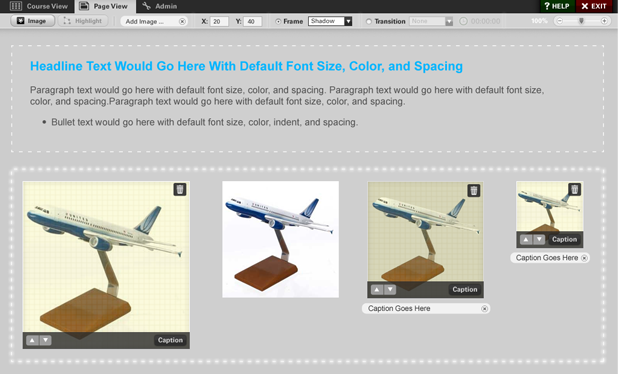 Course View
Page View
Admin
? HELP
✕ EXIT
Image
Highlight
Add Image ...
X: 20
Y: 40
Frame
Shadow
Transition
None
00:00:00
100%
Headline Text Would Go Here With Default Font Size, Color, and Spacing
Paragraph text would go here with default font size, color, and spacing. Paragraph text would go here with default font size,
color, and spacing.Paragraph text would go here with default font size, color, and spacing.
• Bullet text would go here with default font size, color, indent, and spacing.
Caption
Caption
Caption Goes Here
Caption
Caption Goes Here